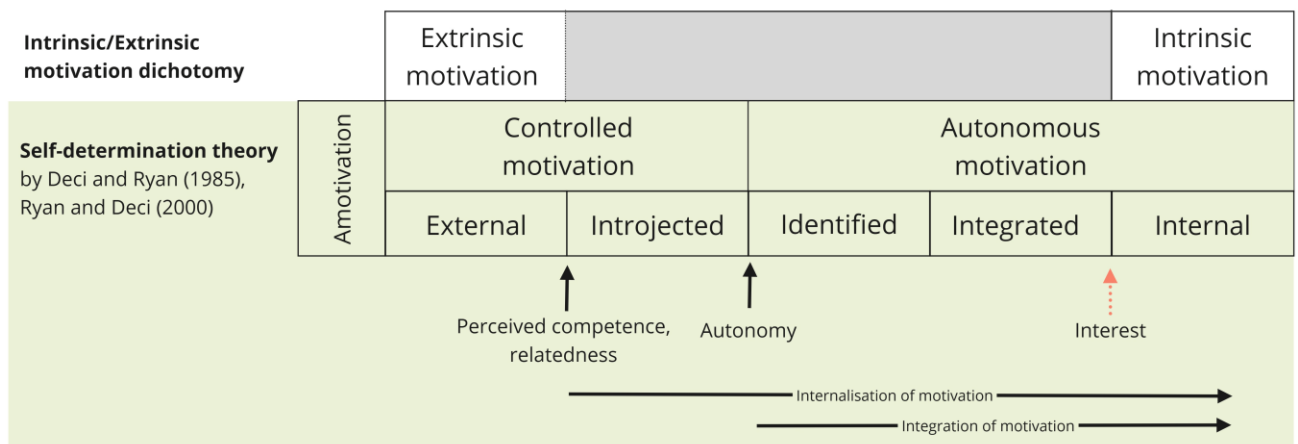 Intrinsic/Extrinsic
motivation dichotomy
Extrinsic
motivation
Intrinsic
motivation
Self-determination theory
by Deci and Ryan (1985),
Ryan and Deci (2000)
Amotivation
Controlled
motivation
Autonomous
motivation
External
Introjected
Identified
Integrated
Internal
Perceived competence,
relatedness
Autonomy
Interest
Internalisation of motivation
Integration of motivation